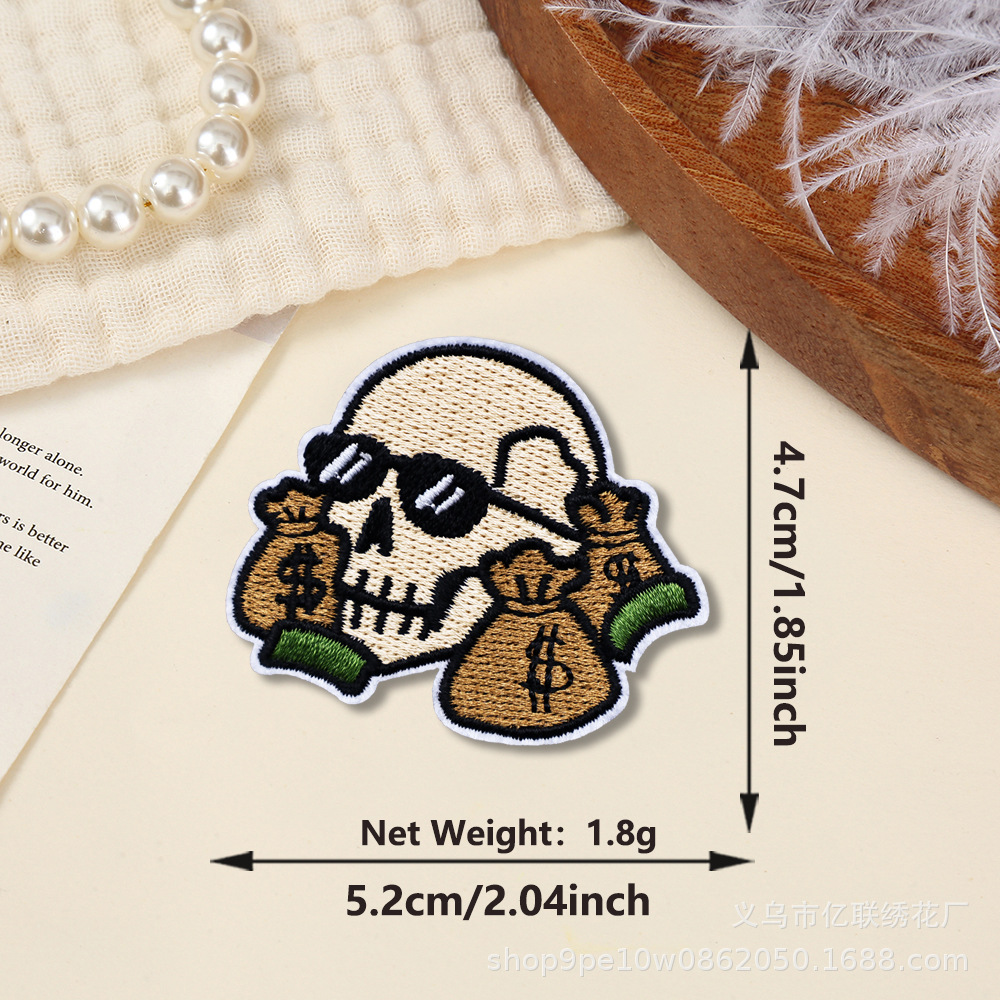 longer alone.
world for him.
rs is better
ne like
$
$
$
4.7cm/1.85inch
Net Weight: 1.8g
5.2cm/2.04inch
义乌市亿联绣花厂
shop9pe10w0862050.1688.com